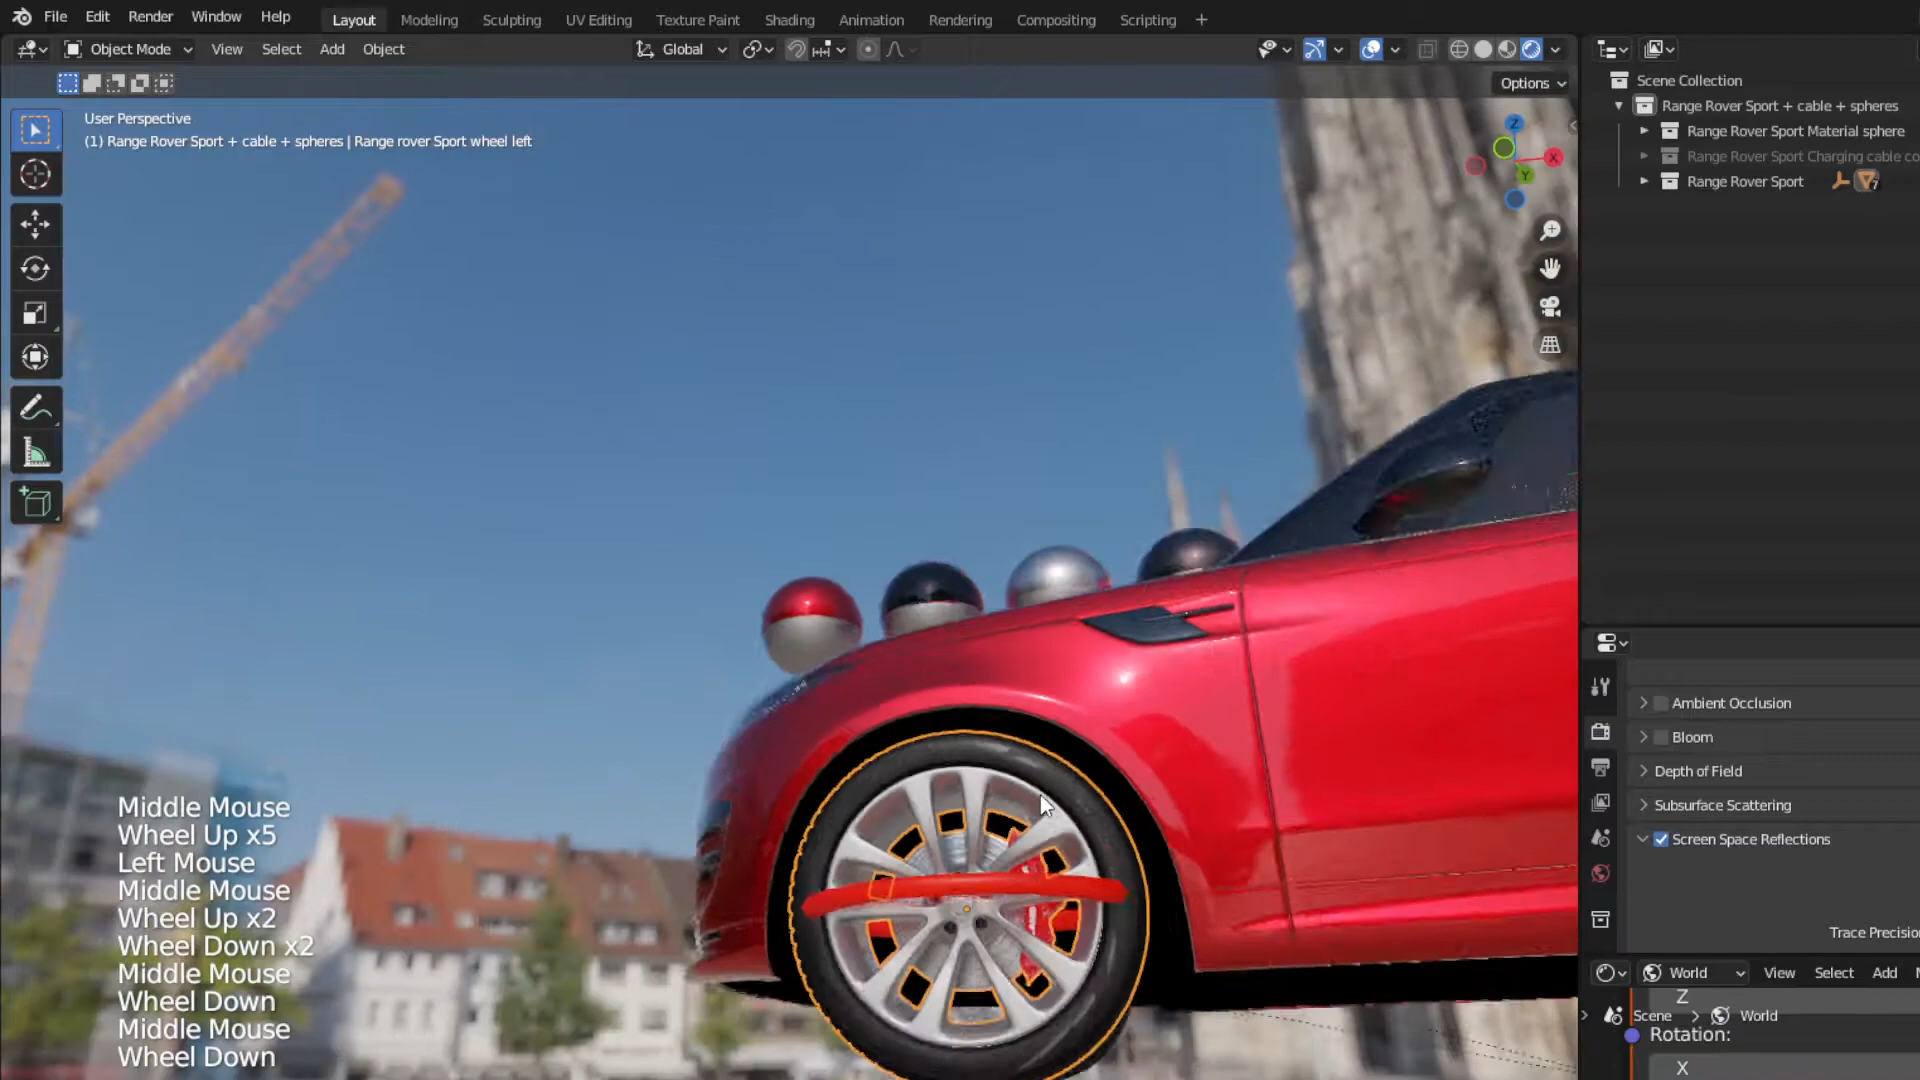 File Edit Render Window Help Layout Modeling Sculpting UV Editing Texture Paint Shading Animation Rendering Compositing Scripting +
Object Mode View Select Add Object Global
Options
User Perspective
(1) Range Rover Sport + cable + spheres | Range rover Sport wheel left
Z
X
Y
Scene Collection
Range Rover Sport + cable + spheres
Range Rover Sport Material sphere
Range Rover Sport Charging cable co
Range Rover Sport 7
Ambient Occlusion
Bloom
Depth of Field
Subsurface Scattering
Screen Space Reflections
Trace Precisio
World View Select Add
Z
Scene World
Rotation:
X
Middle Mouse
Wheel Up x5
Left Mouse
Middle Mouse
Wheel Up x2
Wheel Down x2
Middle Mouse
Wheel Down
Middle Mouse
Wheel Down